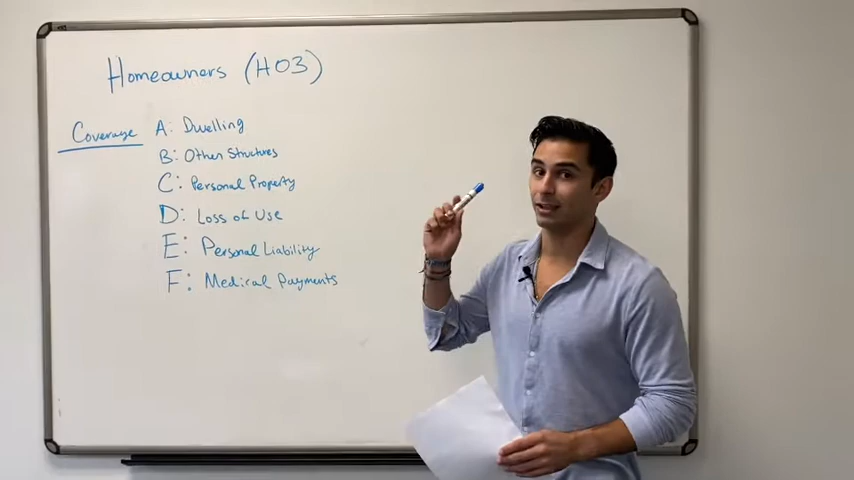 Homeowners (HO3)
Coverage A: Dwelling
B: Other Structures
C: Personal Property
D: Loss of Use
E: Personal Liability
F: Medical Payments